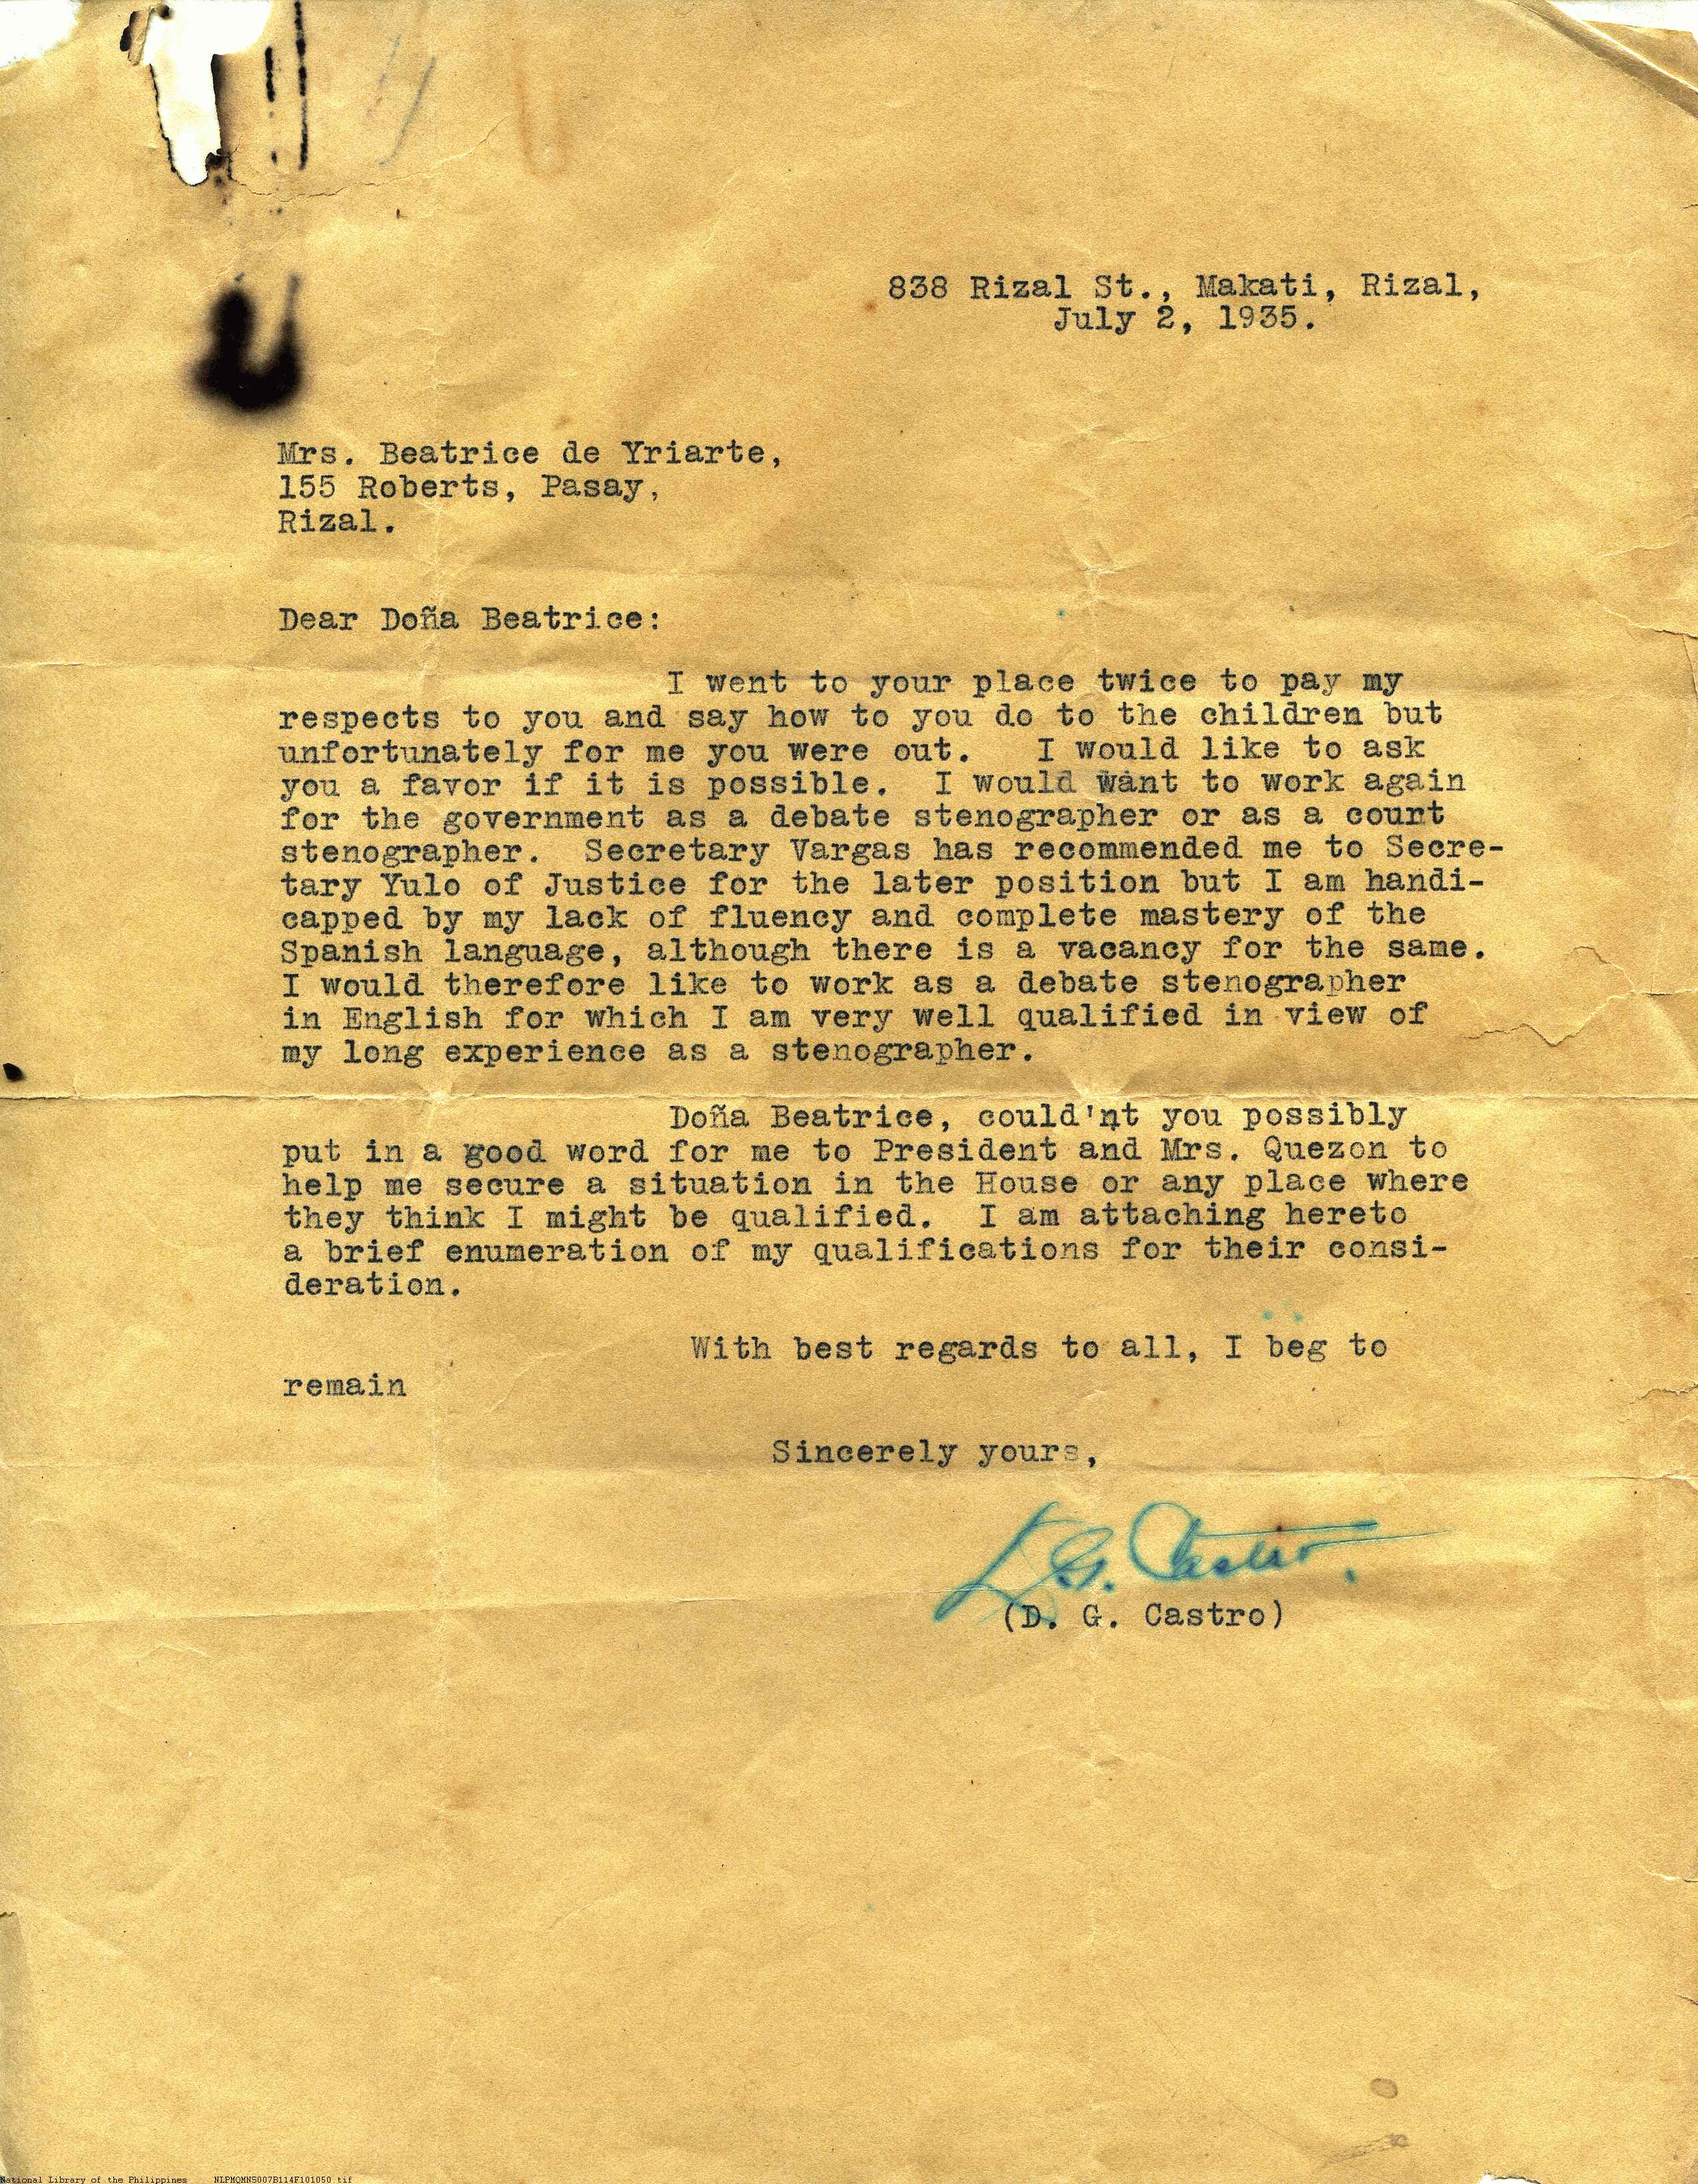 838 Rizal St., Makati, Rizal,
July 2, 1935.
Mrs. Beatrice de Yriarte,
155 Roberts, Pasay,
Rizal.
Dear Doña Beatrice:
I went to your place twice to pay my
respects to you and say how to you do to the children but
unfortunately for me you were out. I would like to ask
you a favor if it is possible. I would want to work again
for the government as a debate stenographer or as a court
stenographer. Secretary Vargas has recommended me to Secre-
tary Yulo of Justice for the later position but I am handi-
capped by my lack of fluency and complete mastery of the
Spanish language, although there is a vacancy for the same.
I would therefore like to work as a debate stenographer
in English for which I am very well qualified in view of
my long experience as a stenographer.
Doña Beatrice, could'nt you possibly
put in a good word for me to President and Mrs. Quezon to
help me secure a situation in the House or any place where
they think I might be qualified. I am attaching hereto
a brief enumeration of my qualifications for their consi-
deration.
With best regards to all, I beg to
remain
Sincerely yours,
D. G. Castro.
(D. G. Castro)
National Library of the Philippines NLPMQMNS007B114F101050 tif